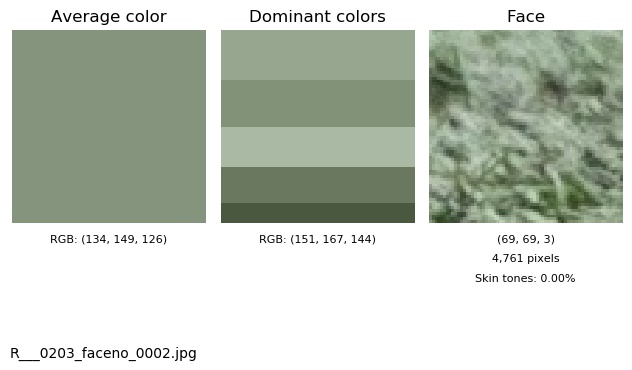 Average color
Dominant colors
Face
RGB: (134, 149, 126)
RGB: (151, 167, 144)
(69, 69, 3)
4,761 pixels
Skin tones: 0.00%
R___0203_faceno_0002.jpg